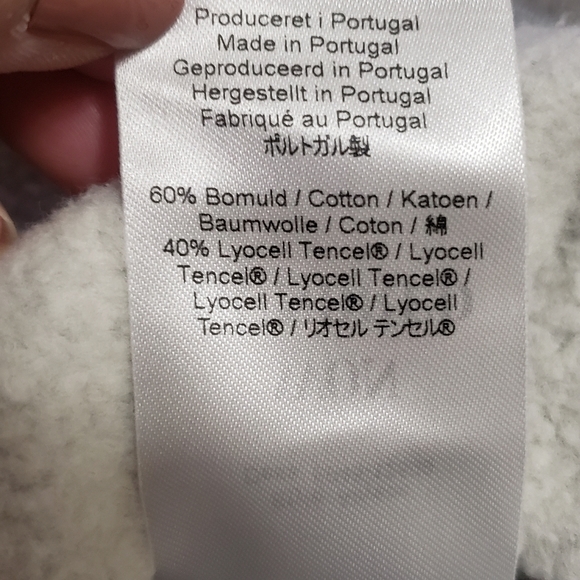 Produceret i Portugal
Made in Portugal
Geproduceerd in Portugal
Hergestellt in Portugal
Fabriqué au Portugal
ポルトガル製
60% Bomuld / Cotton / Katoen /
Baumwolle / Coton / 綿
40% Lyocell Tencel® / Lyocell
Tencel® / Lyocell Tencel® /
Lyocell Tencel® / Lyocell
Tencel® / リオセル テンセル®